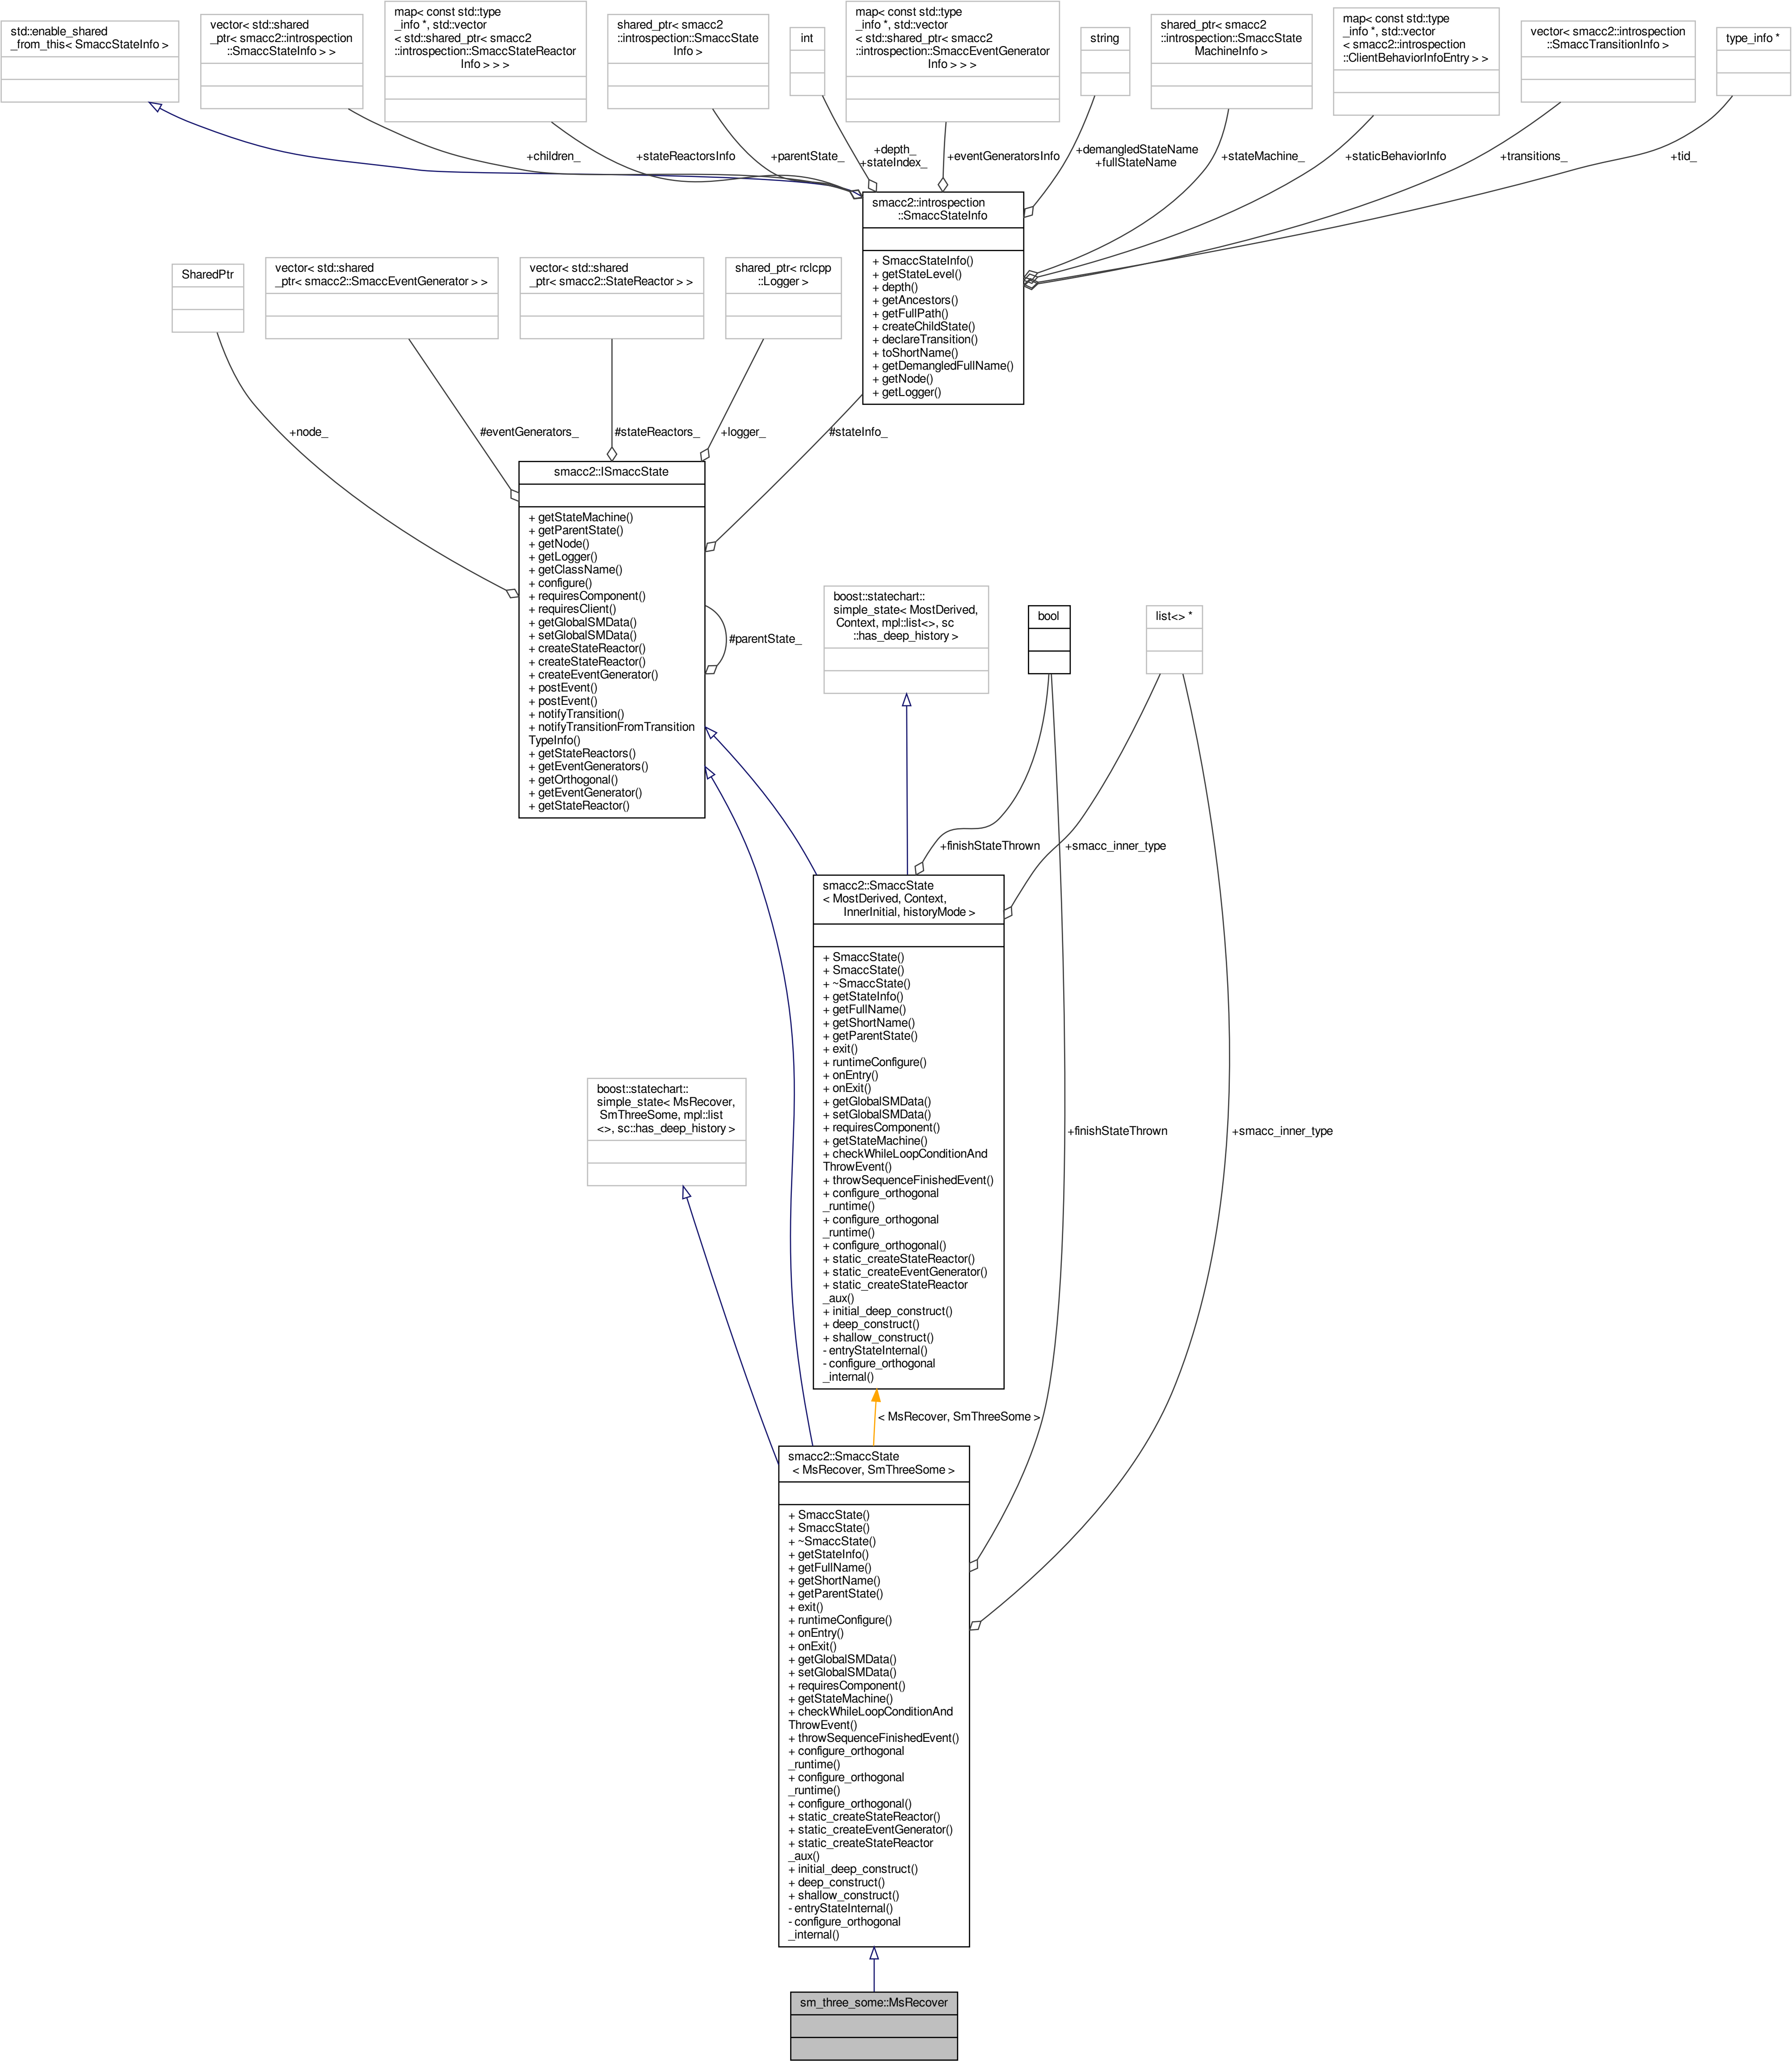 std::enable_shared
_from_this< SmaccStateInfo >
vector< std::shared
_ptr< smacc2::introspection
::SmaccStateInfo > >
map< const std::type
_info *, std::vector
< std::shared_ptr< smacc2
::introspection::SmaccStateReactor
Info > > >
shared_ptr< smacc2
::introspection::SmaccState
Info >
int
map< const std::type
_info *, std::vector
< std::shared_ptr< smacc2
::introspection::SmaccEventGenerator
Info > > >
string
shared_ptr< smacc2
::introspection::SmaccState
MachineInfo >
map< const std::type
_info *, std::vector
< smacc2::introspection
::ClientBehaviorInfoEntry > >
vector< smacc2::introspection
::SmaccTransitionInfo >
type_info *
+children_
+stateReactorsInfo
+parentState_
+depth_
+stateIndex_
+eventGeneratorsInfo
+demangledStateName
+fullStateName
+stateMachine_
+staticBehaviorInfo
+transitions_
+tid_
smacc2::introspection
::SmaccStateInfo
+ SmaccStateInfo()
+ getStateLevel()
+ depth()
+ getAncestors()
+ getFullPath()
+ createChildState()
+ declareTransition()
+ toShortName()
+ getDemangledFullName()
+ getNode()
+ getLogger()
SharedPtr
vector< std::shared
_ptr< smacc2::SmaccEventGenerator > >
vector< std::shared
_ptr< smacc2::StateReactor > >
shared_ptr< rclcpp
::Logger >
+node_
#eventGenerators_
#stateReactors_
+logger_
#stateInfo_
smacc2::ISmaccState
+ getStateMachine()
+ getParentState()
+ getNode()
+ getLogger()
+ getClassName()
+ configure()
+ requiresComponent()
+ requiresClient()
+ getGlobalSMData()
+ setGlobalSMData()
+ createStateReactor()
+ createStateReactor()
+ createEventGenerator()
+ postEvent()
+ postEvent()
+ notifyTransition()
+ notifyTransitionFromTransition
TypeInfo()
+ getStateReactors()
+ getEventGenerators()
+ getOrthogonal()
+ getEventGenerator()
+ getStateReactor()
#parentState_
boost::statechart::
simple_state< MostDerived,
Context, mpl::list<>, sc
::has_deep_history >
bool
list<> *
+finishStateThrown
+smacc_inner_type
smacc2::SmaccState
< MostDerived, Context,
InnerInitial, historyMode >
+ SmaccState()
+ SmaccState()
+ ~SmaccState()
+ getStateInfo()
+ getFullName()
+ getShortName()
+ getParentState()
+ exit()
+ runtimeConfigure()
+ onEntry()
+ onExit()
+ getGlobalSMData()
+ setGlobalSMData()
+ requiresComponent()
+ getStateMachine()
+ checkWhileLoopConditionAnd
ThrowEvent()
+ throwSequenceFinishedEvent()
+ configure_orthogonal
_runtime()
+ configure_orthogonal
_runtime()
+ configure_orthogonal()
+ static_createStateReactor()
+ static_createEventGenerator()
+ static_createStateReactor
_aux()
+ initial_deep_construct()
+ deep_construct()
+ shallow_construct()
- entryStateInternal()
- configure_orthogonal
_internal()
boost::statechart::
simple_state< MsRecover,
SmThreeSome, mpl::list
<>, sc::has_deep_history >
+finishStateThrown
+smacc_inner_type
< MsRecover, SmThreeSome >
smacc2::SmaccState
< MsRecover, SmThreeSome >
+ SmaccState()
+ SmaccState()
+ ~SmaccState()
+ getStateInfo()
+ getFullName()
+ getShortName()
+ getParentState()
+ exit()
+ runtimeConfigure()
+ onEntry()
+ onExit()
+ getGlobalSMData()
+ setGlobalSMData()
+ requiresComponent()
+ getStateMachine()
+ checkWhileLoopConditionAnd
ThrowEvent()
+ throwSequenceFinishedEvent()
+ configure_orthogonal
_runtime()
+ configure_orthogonal
_runtime()
+ configure_orthogonal()
+ static_createStateReactor()
+ static_createEventGenerator()
+ static_createStateReactor
_aux()
+ initial_deep_construct()
+ deep_construct()
+ shallow_construct()
- entryStateInternal()
- configure_orthogonal
_internal()
sm_three_some::MsRecover